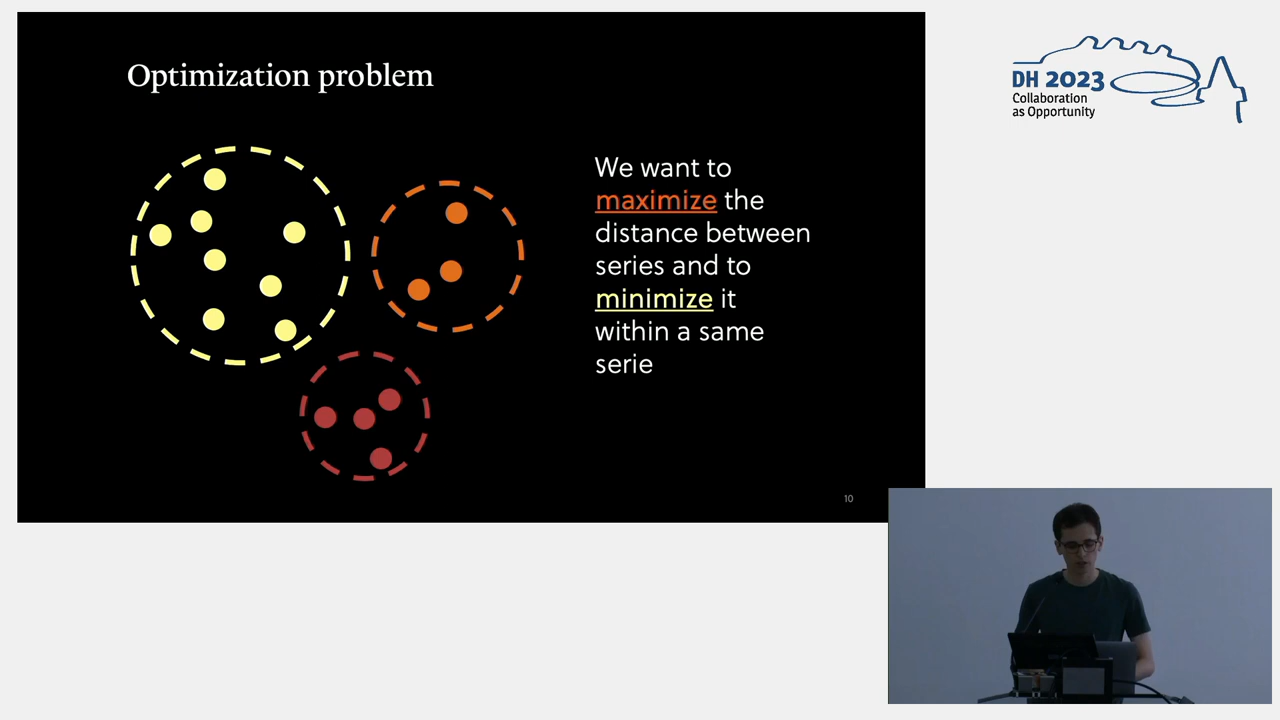 Optimization problem
We want to
maximize the
distance between
series and to
minimize it
within a same
serie
10
DH 2023
Collaboration
as Opportunity